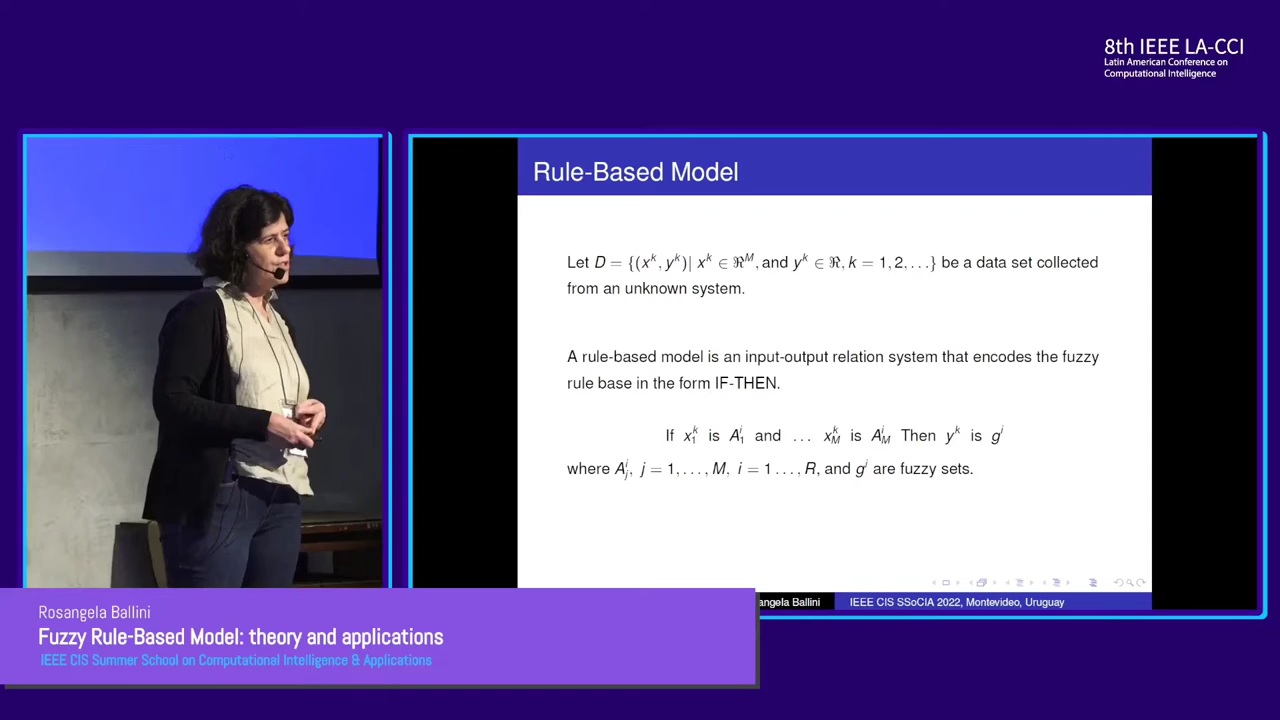 8th IEEE LA-CCI
Latin American Conference on
Computational Intelligence
Rule-Based Model
Let D = {(x^k, y^k)| x^k ∈ ℜ^M, and y^k ∈ ℜ, k = 1, 2, . . .} be a data set collected
from an unknown system.
A rule-based model is an input-output relation system that encodes the fuzzy
rule base in the form IF-THEN.
If x_1^k is A_1^i and . . . x_M^k is A_M^i Then y^k is g^i
where A_j^i, j = 1, . . . , M, i = 1 . . . , R, and g^i are fuzzy sets.
angela Ballini IEEE CIS SSoCIA 2022, Montevideo, Uruguay
Rosangela Ballini
Fuzzy Rule-Based Model: theory and applications
IEEE CIS Summer School on Computational Intelligence & Applications